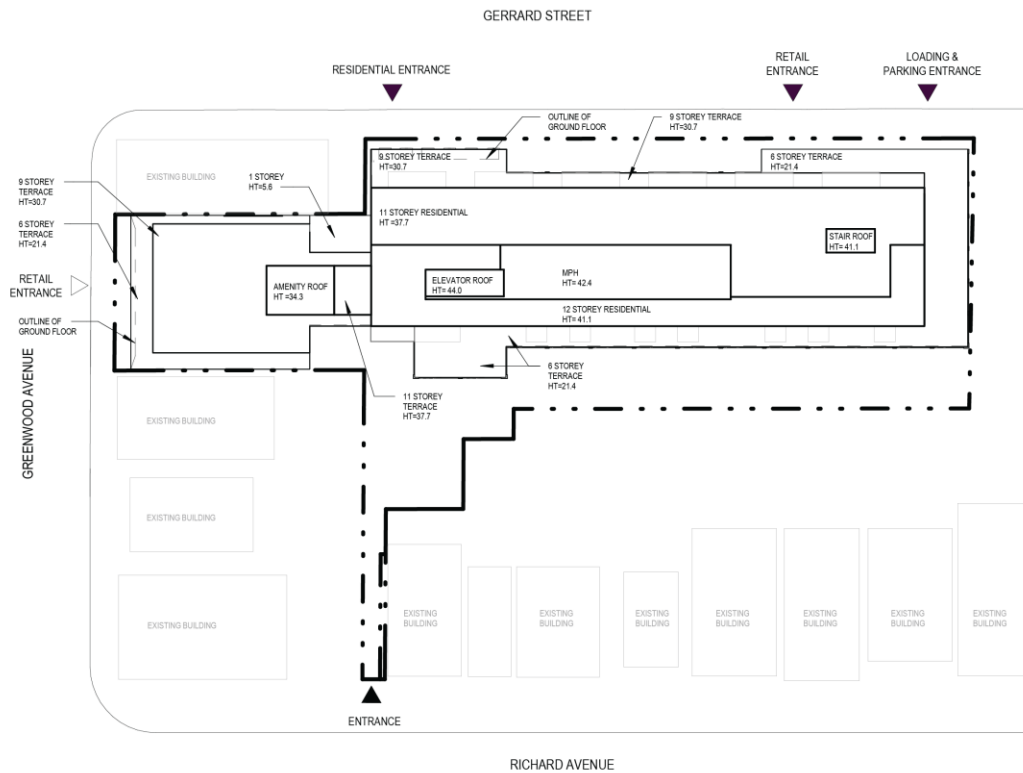 GERRARD STREET
RESIDENTIAL ENTRANCE
RETAIL
ENTRANCE
LOADING &
PARKING ENTRANCE
OUTLINE OF
GROUND FLOOR
9 STOREY TERRACE
HT=30.7
9 STOREY TERRACE
HT=30.7
6 STOREY TERRACE
HT=21.4
EXISTING BUILDING
1 STOREY
HT=5.6
9 STOREY
TERRACE
HT=30.7
6 STOREY
TERRACE
HT=21.4
11 STOREY RESIDENTIAL
HT =37.7
STAIR ROOF
HT= 41.1
RETAIL
ENTRANCE
AMENITY ROOF
HT =34.3
ELEVATOR ROOF
HT= 44.0
MPH
HT= 42.4
12 STOREY RESIDENTIAL
HT= 41.1
OUTLINE OF
GROUND FLOOR
6 STOREY
TERRACE
HT=21.4
11 STOREY
TERRACE
HT=37.7
GREENWOOD AVENUE
EXISTING BUILDING
EXISTING BUILDING
EXISTING BUILDING
EXISTING
BUILDING
EXISTING
BUILDING
EXISTING
BUILDING
EXISTING
BUILDING
EXISTING
BUILDING
EXISTING
BUILDING
EXISTING
BUILDING
ENTRANCE
RICHARD AVENUE